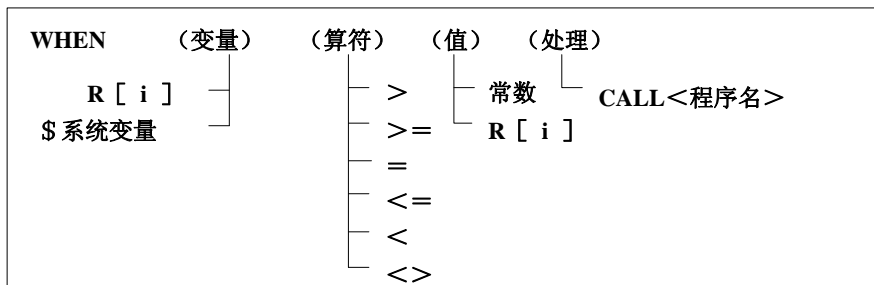 WHEN （变量） （算符） （值） （处理）
R［ i ］ ＞ 常数 CALL＜程序名＞
＄系统变量 ＞＝ R［ i ］
＝
＜＝
＜
＜＞